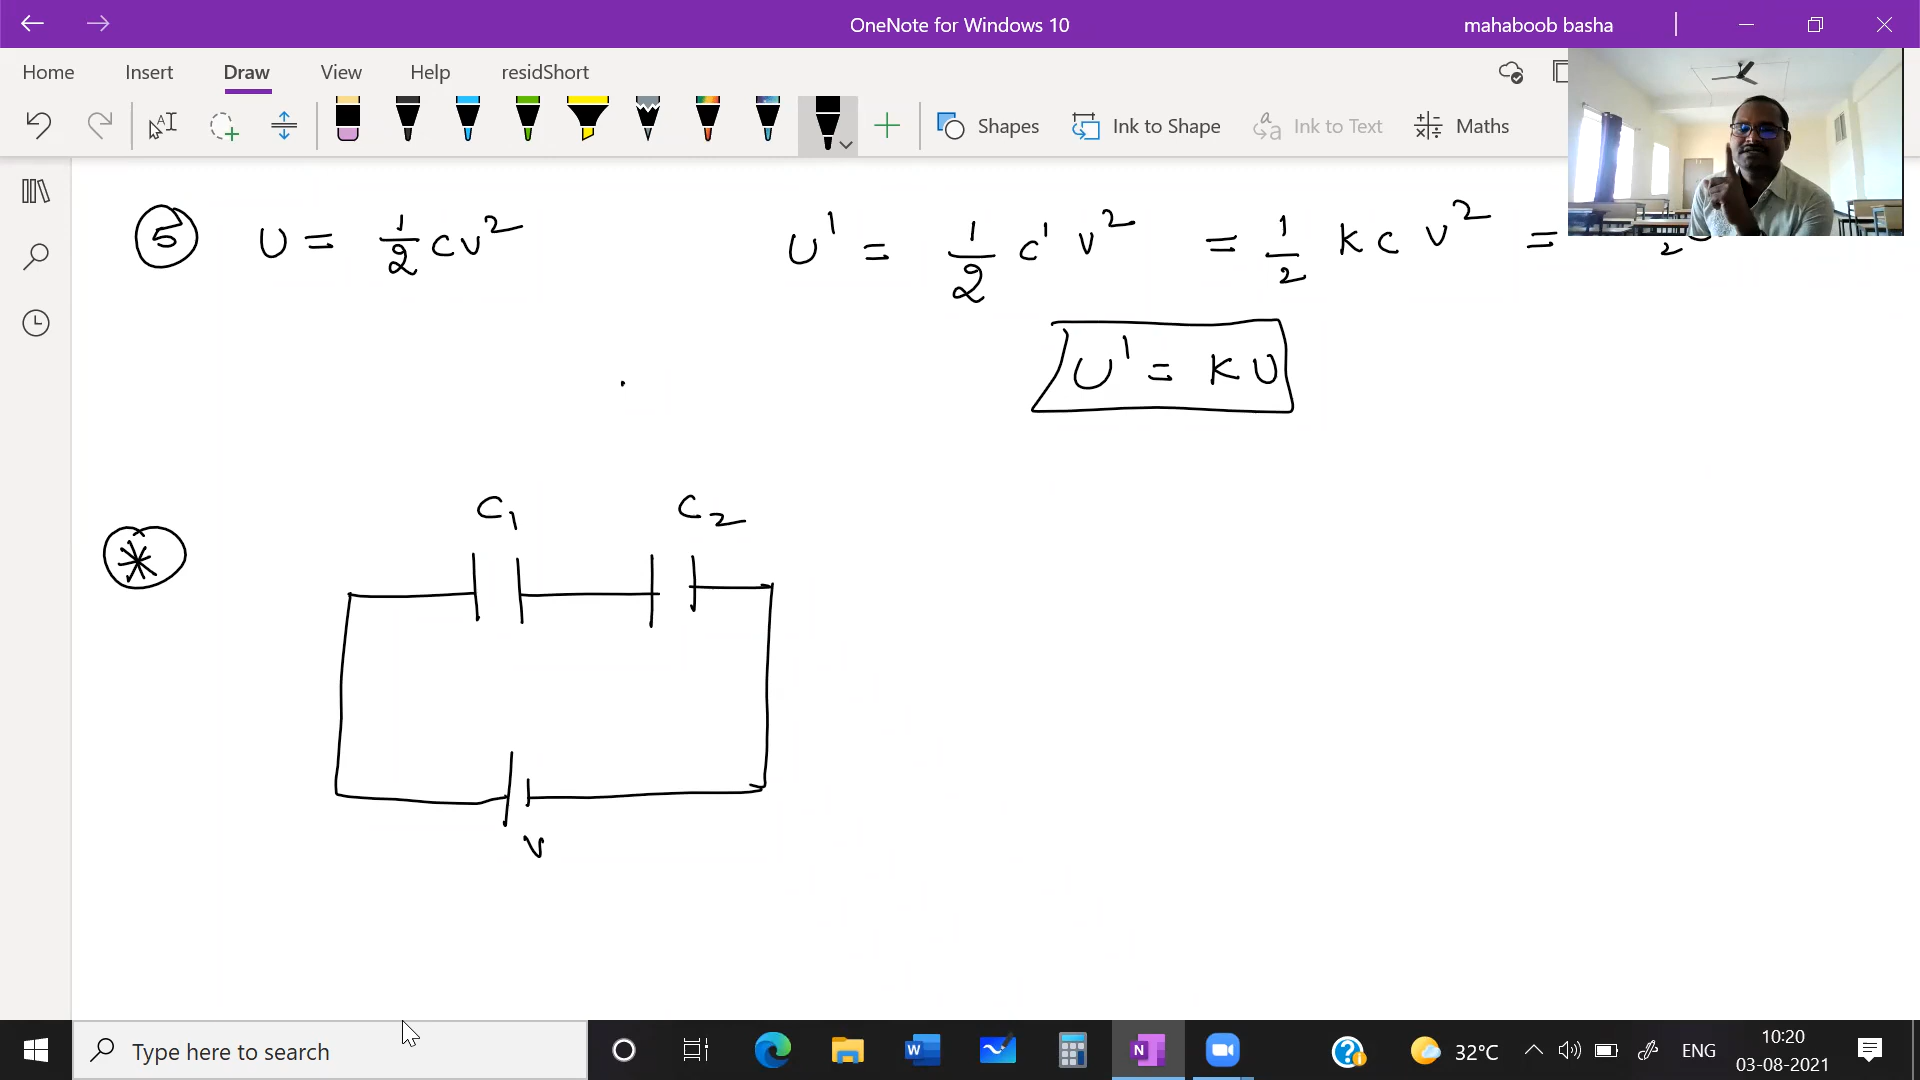 OneNote for Windows 10
mahaboob basha
Home Insert Draw View Help residShort
Shapes Ink to Shape Ink to Text Maths
5 U = 1/2 cv² U' = 1/2 c' v² = 1/2 K c v² =
U' = K U
C₁ C₂
*
V
Type here to search
32°C ENG 10:20
03-08-2021